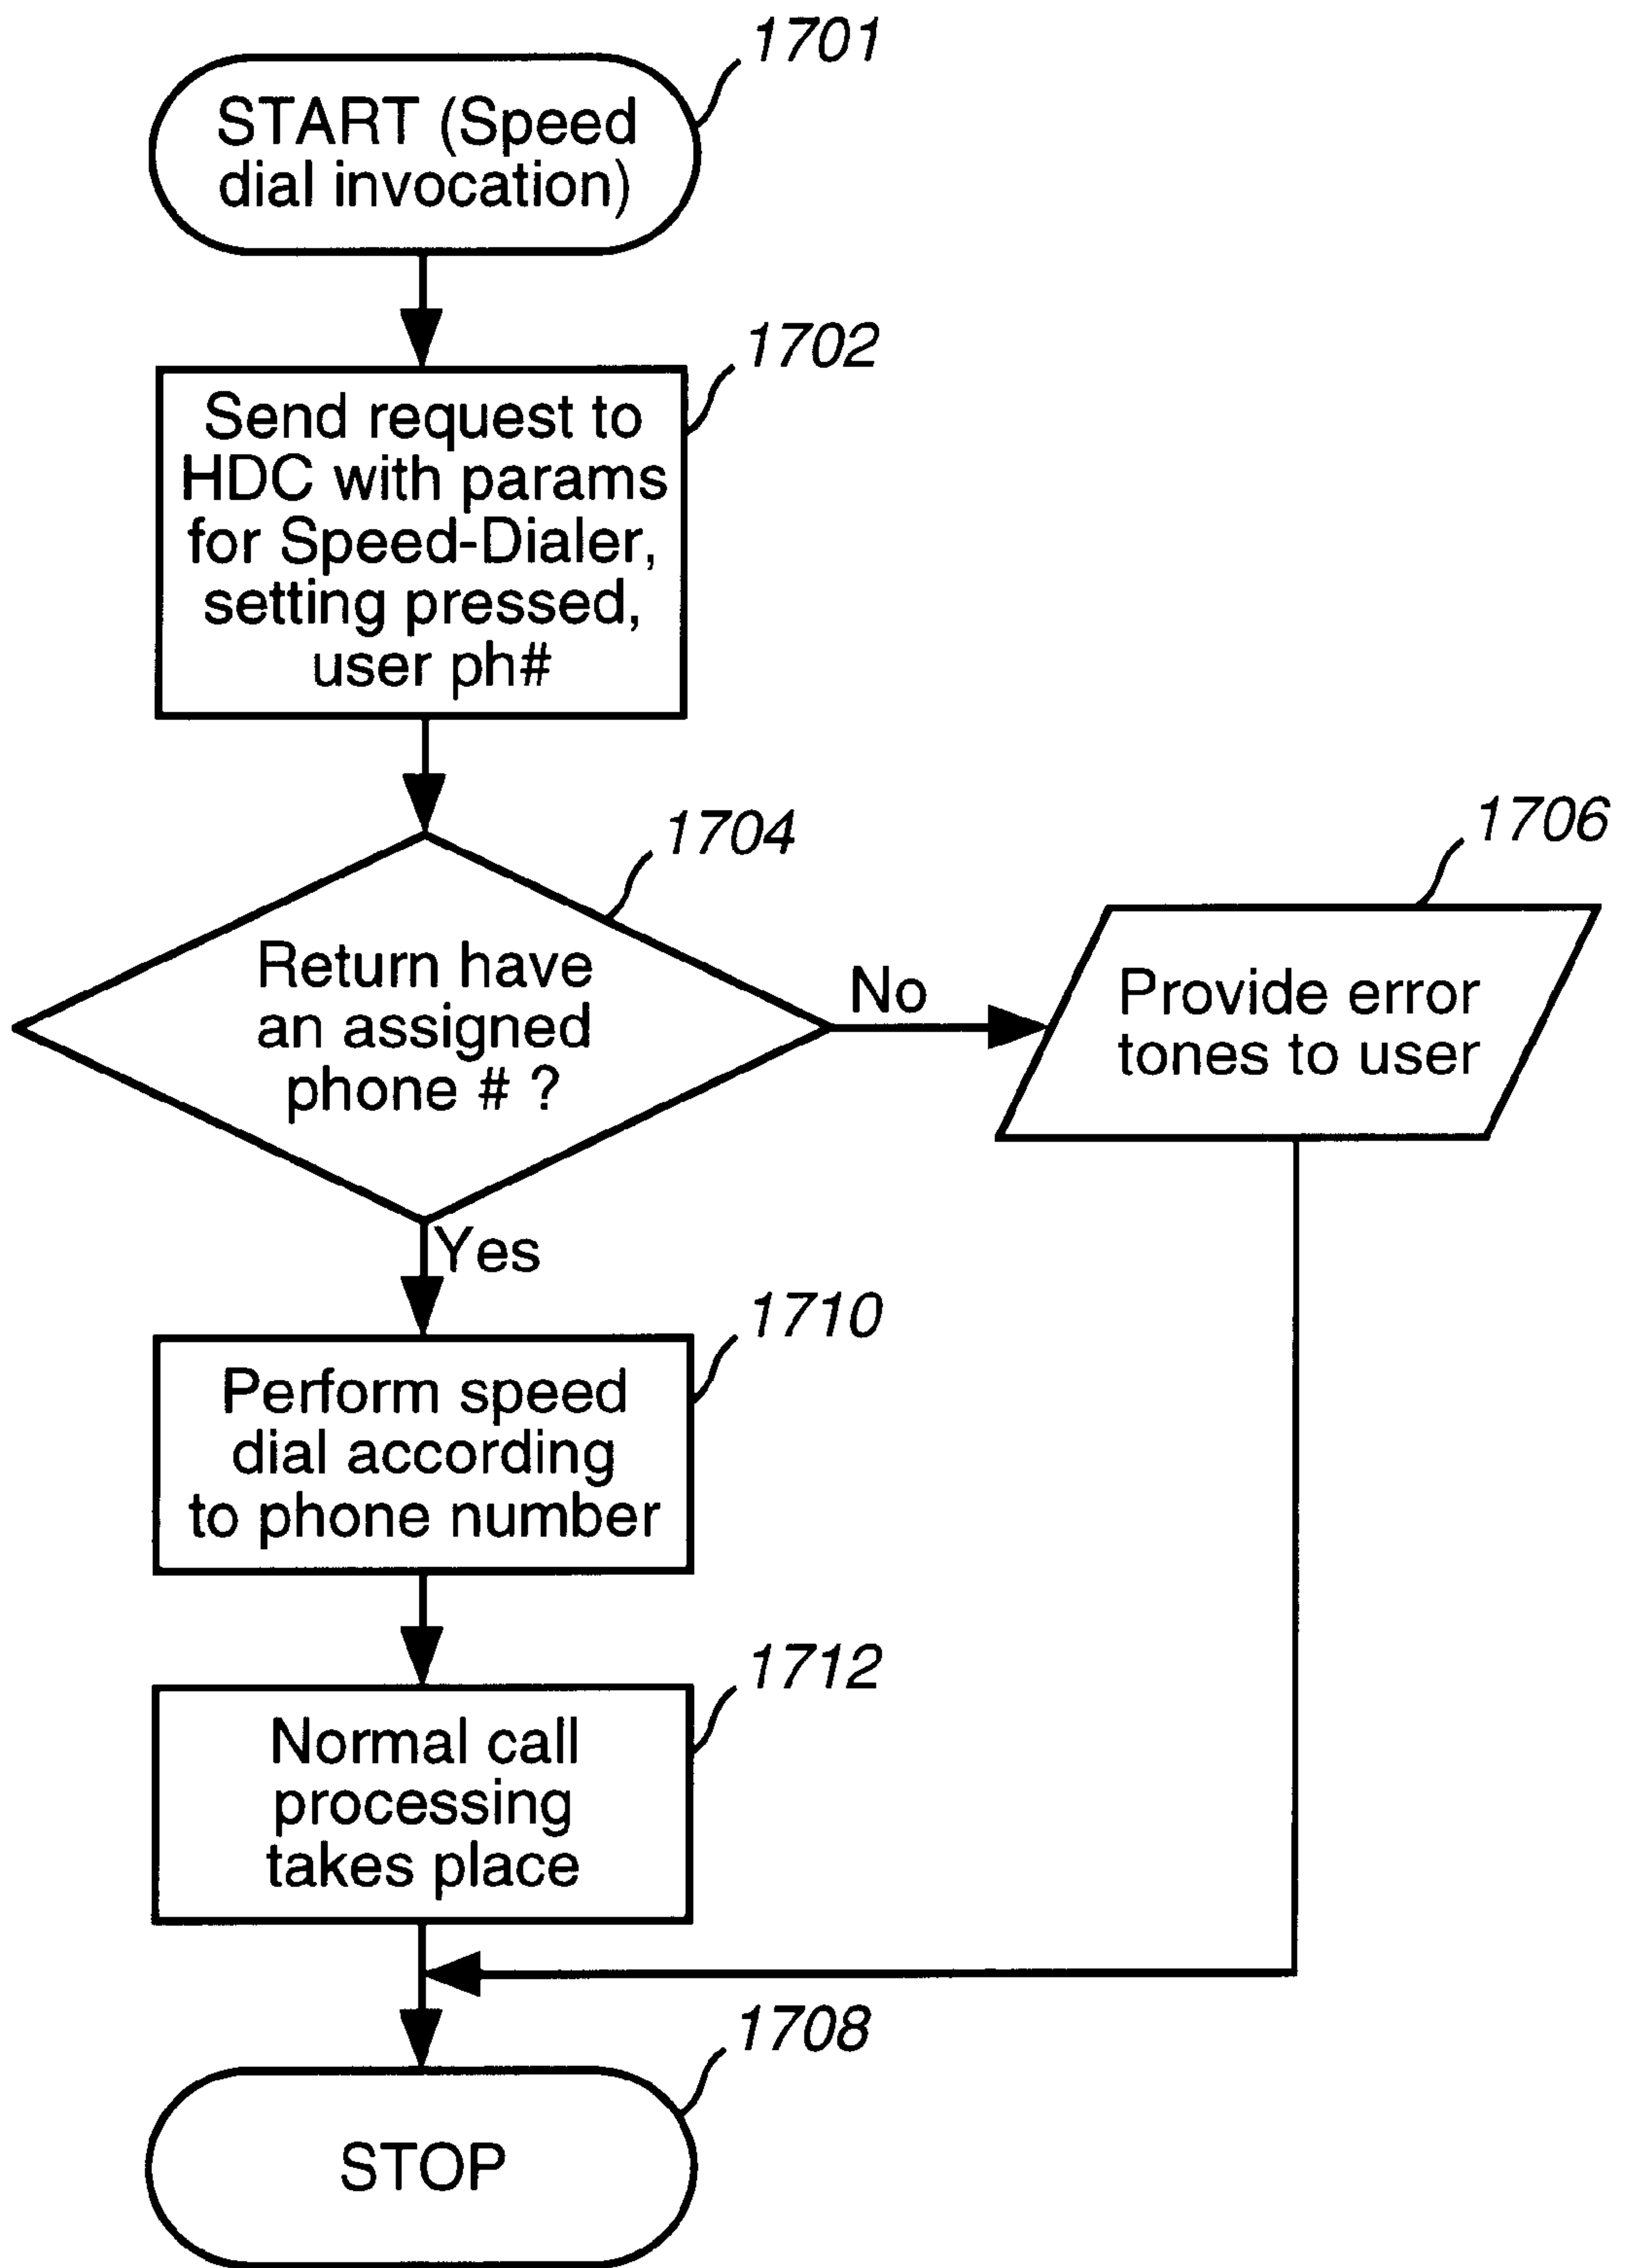 1701
START (Speed
dial invocation)
1702
Send request to
HDC with params
for Speed-Dialer,
setting pressed,
user ph#
1704
Return have
an assigned
phone # ?
No
1706
Provide error
tones to user
Yes
1710
Perform speed
dial according
to phone number
1712
Normal call
processing
takes place
1708
STOP